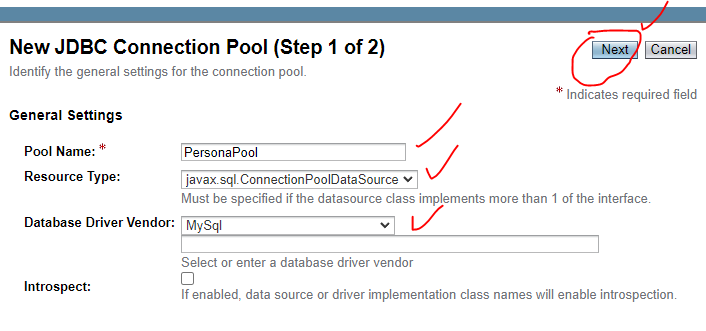 New JDBC Connection Pool (Step 1 of 2)
Next Cancel
Identify the general settings for the connection pool.
* Indicates required field
General Settings
Pool Name: * PersonaPool
Resource Type: javax.sql.ConnectionPoolDataSource
Must be specified if the datasource class implements more than 1 of the interface.
Database Driver Vendor: MySql
Select or enter a database driver vendor
Introspect:
If enabled, data source or driver implementation class names will enable introspection.